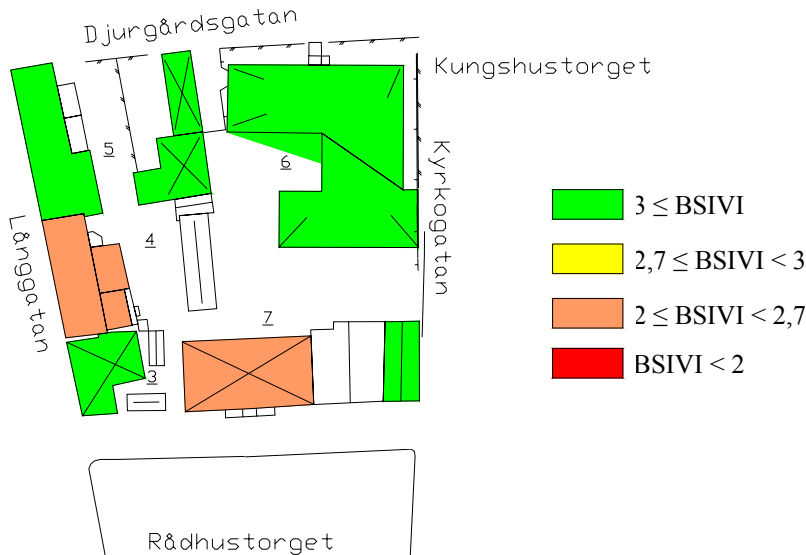 Djurgårdsgatan
Kungshustorget
5
6
Kyrkogatan
3 ≤ BSIVI
Långgatan
4
2,7 ≤ BSIVI < 3
7
2 ≤ BSIVI < 2,7
3
BSIVI < 2
Rådhustorget